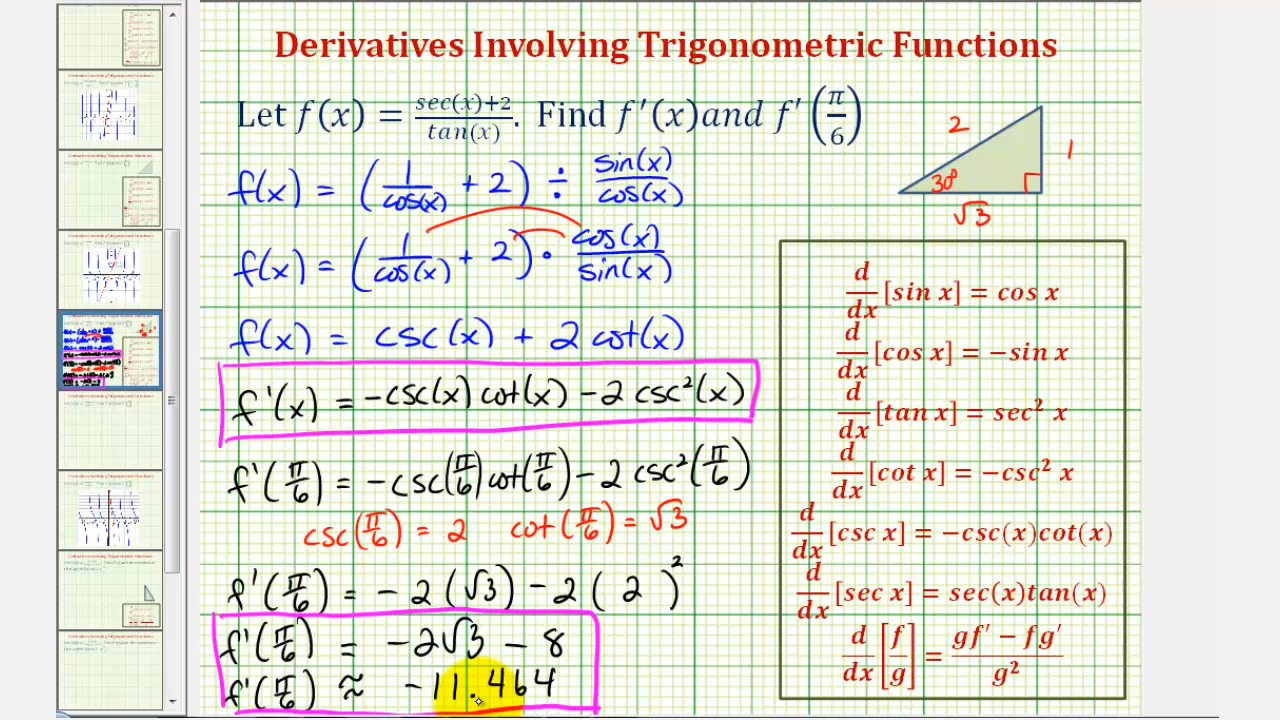 Derivatives Involving Trigonometric Functions
Let f(x) = (sec(x)+2)/(tan(x)). Find f'(x) and f'(π/6)
2
1
30°
√3
f(x) = (1/cos(x) + 2) ÷ sin(x)/cos(x)
f(x) = (1/cos(x) + 2) · cos(x)/sin(x)
f(x) = csc(x) + 2 cot(x)
f'(x) = -csc(x) cot(x) - 2 csc²(x)
f'(π/6) = -csc(π/6) cot(π/6) - 2 csc²(π/6)
csc(π/6) = 2 cot(π/6) = √3
f'(π/6) = -2(√3) - 2(2)²
f'(π/6) = -2√3 - 8
f'(π/6) ≈ -11.464
d/dx [sin x] = cos x
d/dx [cos x] = -sin x
d/dx [tan x] = sec² x
d/dx [cot x] = -csc² x
d/dx [csc x] = -csc(x)cot(x)
d/dx [sec x] = sec(x)tan(x)
d/dx [f/g] = (gf' - fg')/g²